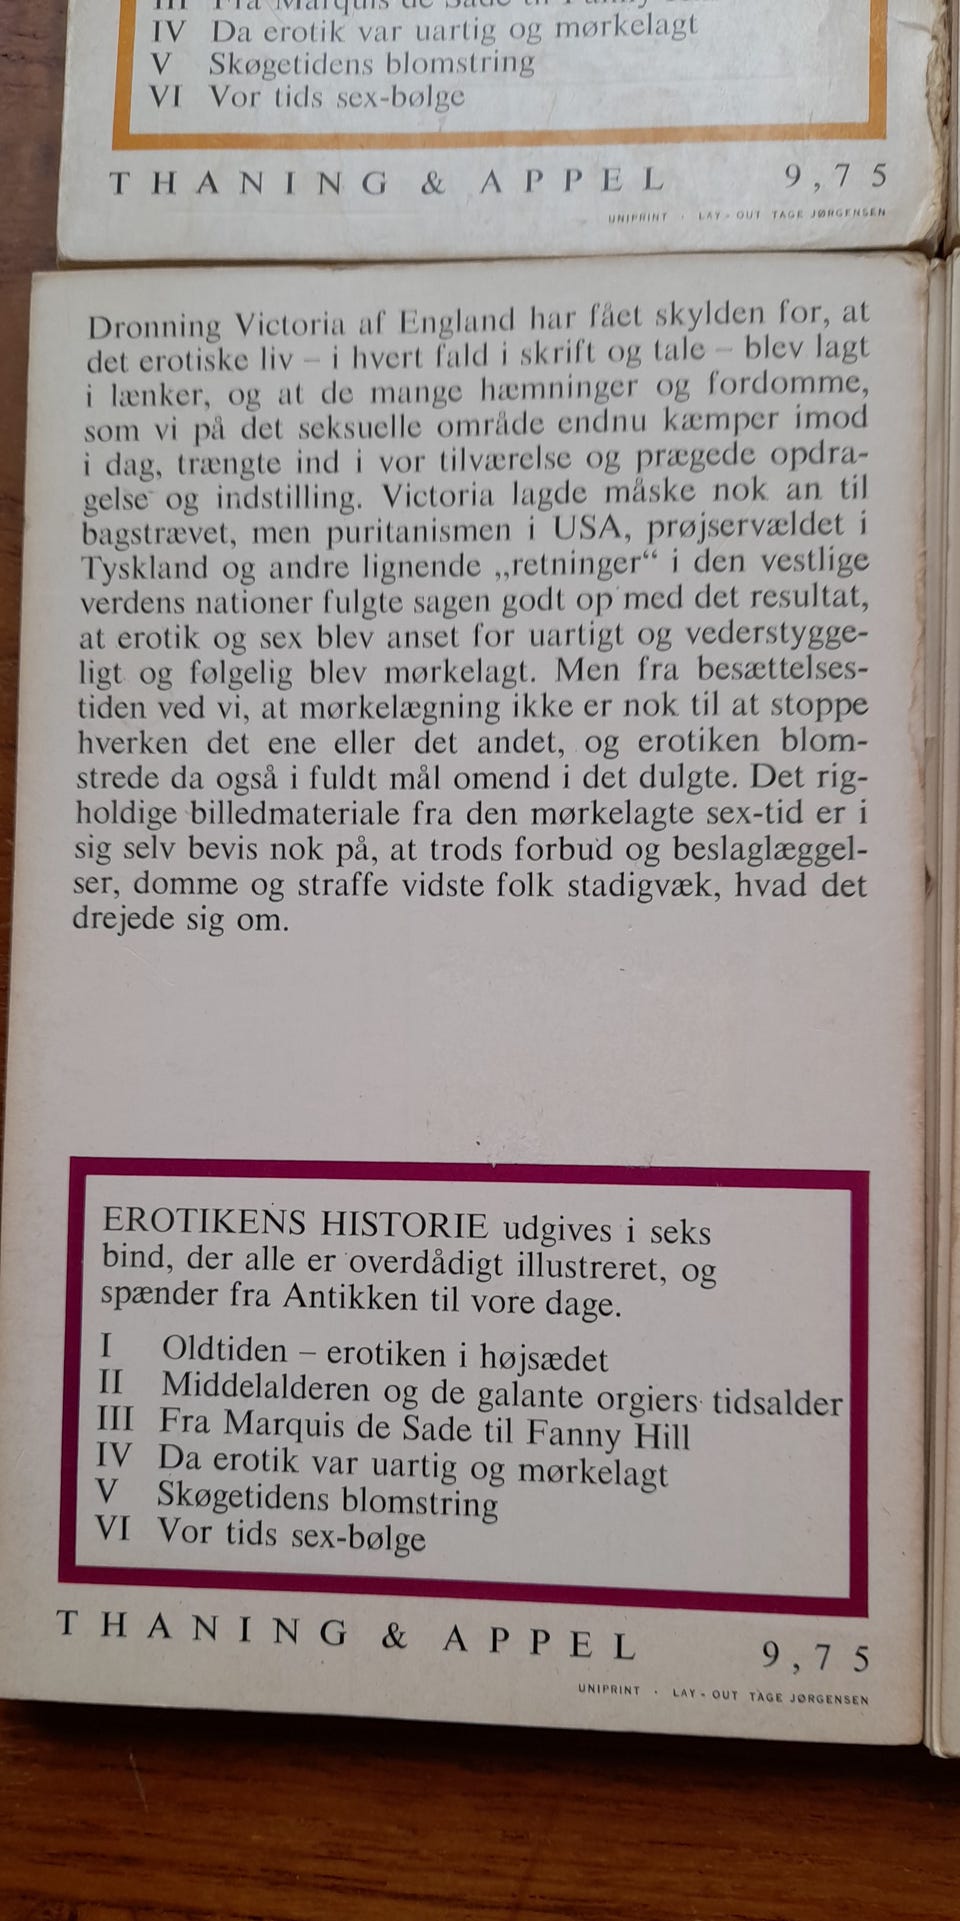 III Fra Marquis de Sade til Fanny
IV Da erotik var uartig og mørkelagt
V Skøgetidens blomstring
VI Vor tids sex-bølge
THANING & APPEL 9,75
UNIPRINT · LAY-OUT TAGE JØRGENSEN
Dronning Victoria af England har fået skylden for, at
det erotiske liv – i hvert fald i skrift og tale – blev lagt
i lænker, og at de mange hæmninger og fordomme,
som vi på det seksuelle område endnu kæmper imod
i dag, trængte ind i vor tilværelse og prægede opdra-
gelse og indstilling. Victoria lagde måske nok an til
bagstrævet, men puritanismen i USA, prøjservældet i
Tyskland og andre lignende „retninger“ i den vestlige
verdens nationer fulgte sagen godt op med det resultat,
at erotik og sex blev anset for uartigt og vederstygge-
ligt og følgelig blev mørkelagt. Men fra besættelses-
tiden ved vi, at mørkelægning ikke er nok til at stoppe
hverken det ene eller det andet, og erotiken blom-
strede da også i fuldt mål omend i det dulgte. Det rig-
holdige billedmateriale fra den mørkelagte sex-tid er i
sig selv bevis nok på, at trods forbud og beslaglæggel-
ser, domme og straffe vidste folk stadigvæk, hvad det
drejede sig om.
EROTIKENS HISTORIE udgives i seks
bind, der alle er overdådigt illustreret, og
spænder fra Antikken til vore dage.
I Oldtiden – erotiken i højsædet
II Middelalderen og de galante orgiers tidsalder
III Fra Marquis de Sade til Fanny Hill
IV Da erotik var uartig og mørkelagt
V Skøgetidens blomstring
VI Vor tids sex-bølge
THANING & APPEL 9,75
UNIPRINT · LAY-OUT TAGE JØRGENSEN